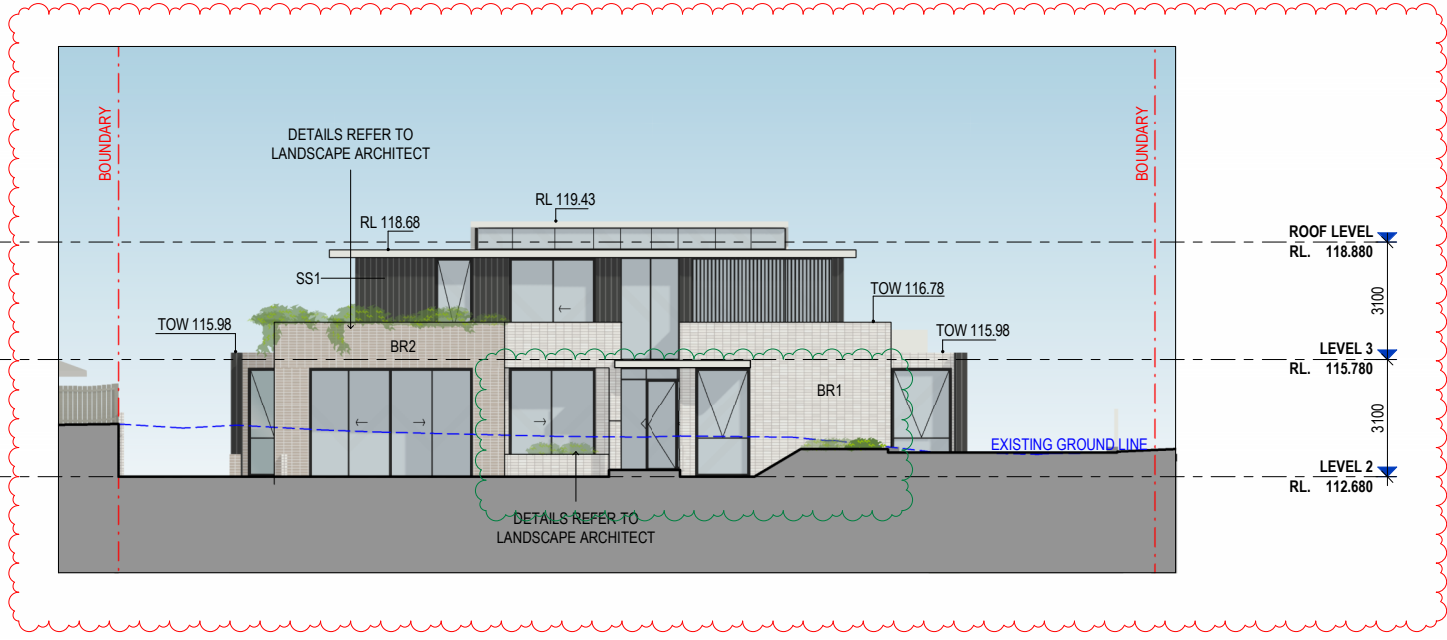 BOUNDARY
DETAILS REFER TO
LANDSCAPE ARCHITECT
BOUNDARY
RL 119.43
RL 118.68
ROOF LEVEL
RL. 118.880
SS1
TOW 116.78
3100
TOW 115.98
TOW 115.98
BR2
LEVEL 3
RL. 115.780
BR1
3100
EXISTING GROUND LINE
LEVEL 2
RL. 112.680
DETAILS REFER TO
LANDSCAPE ARCHITECT